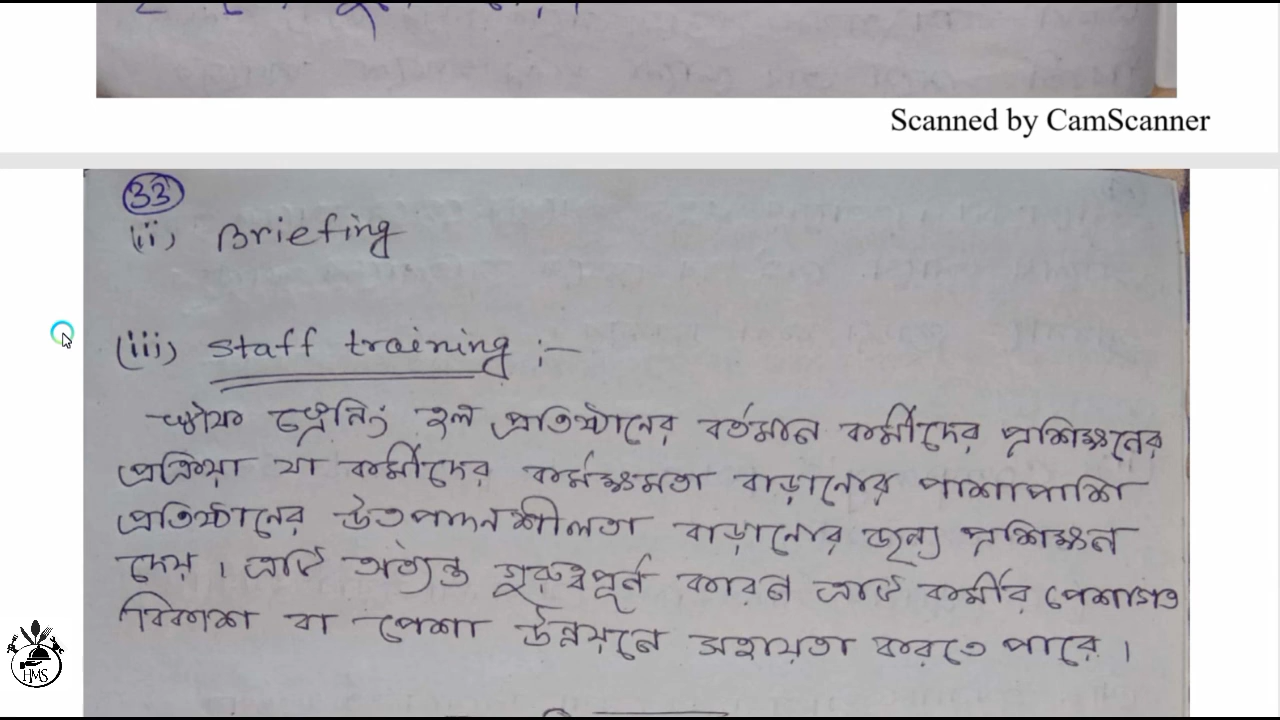 Scanned by CamScanner
33
(ii) Briefing
(iii) Staff training :—
ষ্টাফ ট্রেনিং হল প্রতিষ্ঠানের বর্তমান কর্মীদের প্রশিক্ষনের
প্রক্রিয়া যা কর্মীদের কর্মক্ষমতা বাড়ানোর পাশাপাশি
প্রতিষ্ঠানের উতপাদনশীলতা বাড়ানোর জন্য প্রশিক্ষন
দেয়। এটি অত্যন্ত গুরুত্বপূর্ন কারন এটি কর্মীর পেশাগত
বিকাশ বা পেশা উন্নয়নে সহায়তা করতে পারে।
HMS